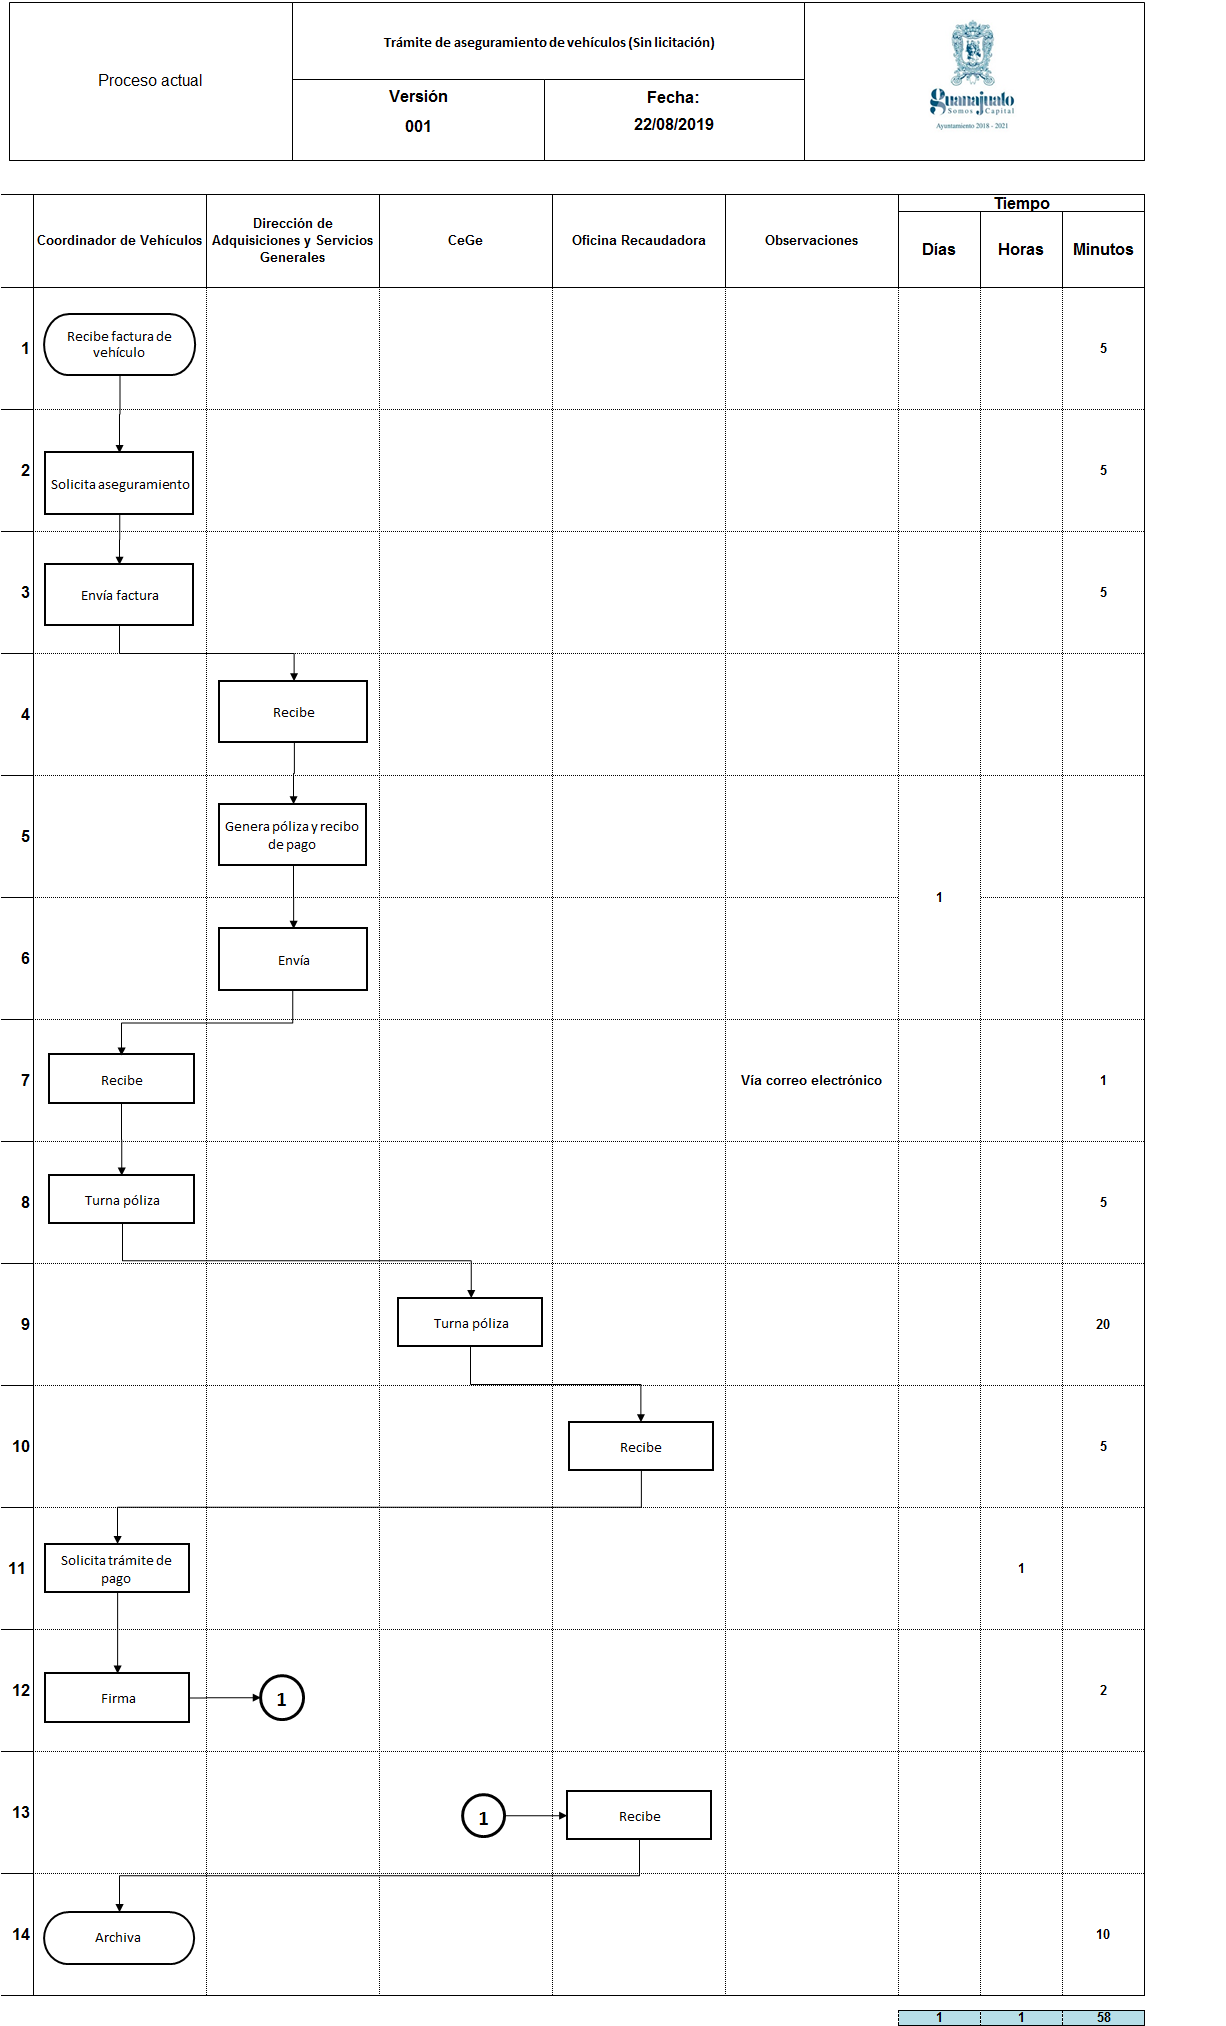 Proceso actual
Trámite de aseguramiento de vehículos (Sin licitación)
Versión
001
Fecha:
22/08/2019
guanajuato
Somos Capital
Ayuntamiento 2018 - 2021
Coordinador de Vehículos
Dirección de
Adquisiciones y Servicios
Generales
CeGe
Oficina Recaudadora
Observaciones
Tiempo
Días
Horas
Minutos
1
Recibe factura de
vehículo
5
2
Solicita aseguramiento
5
3
Envía factura
5
4
Recibe
5
Genera póliza y recibo
de pago
1
6
Envía
7
Recibe
Vía correo electrónico
1
8
Turna póliza
5
9
Turna póliza
20
10
Recibe
5
11
Solicita trámite de
pago
1
12
Firma
1
2
13
1
Recibe
14
Archiva
10
1
1
58